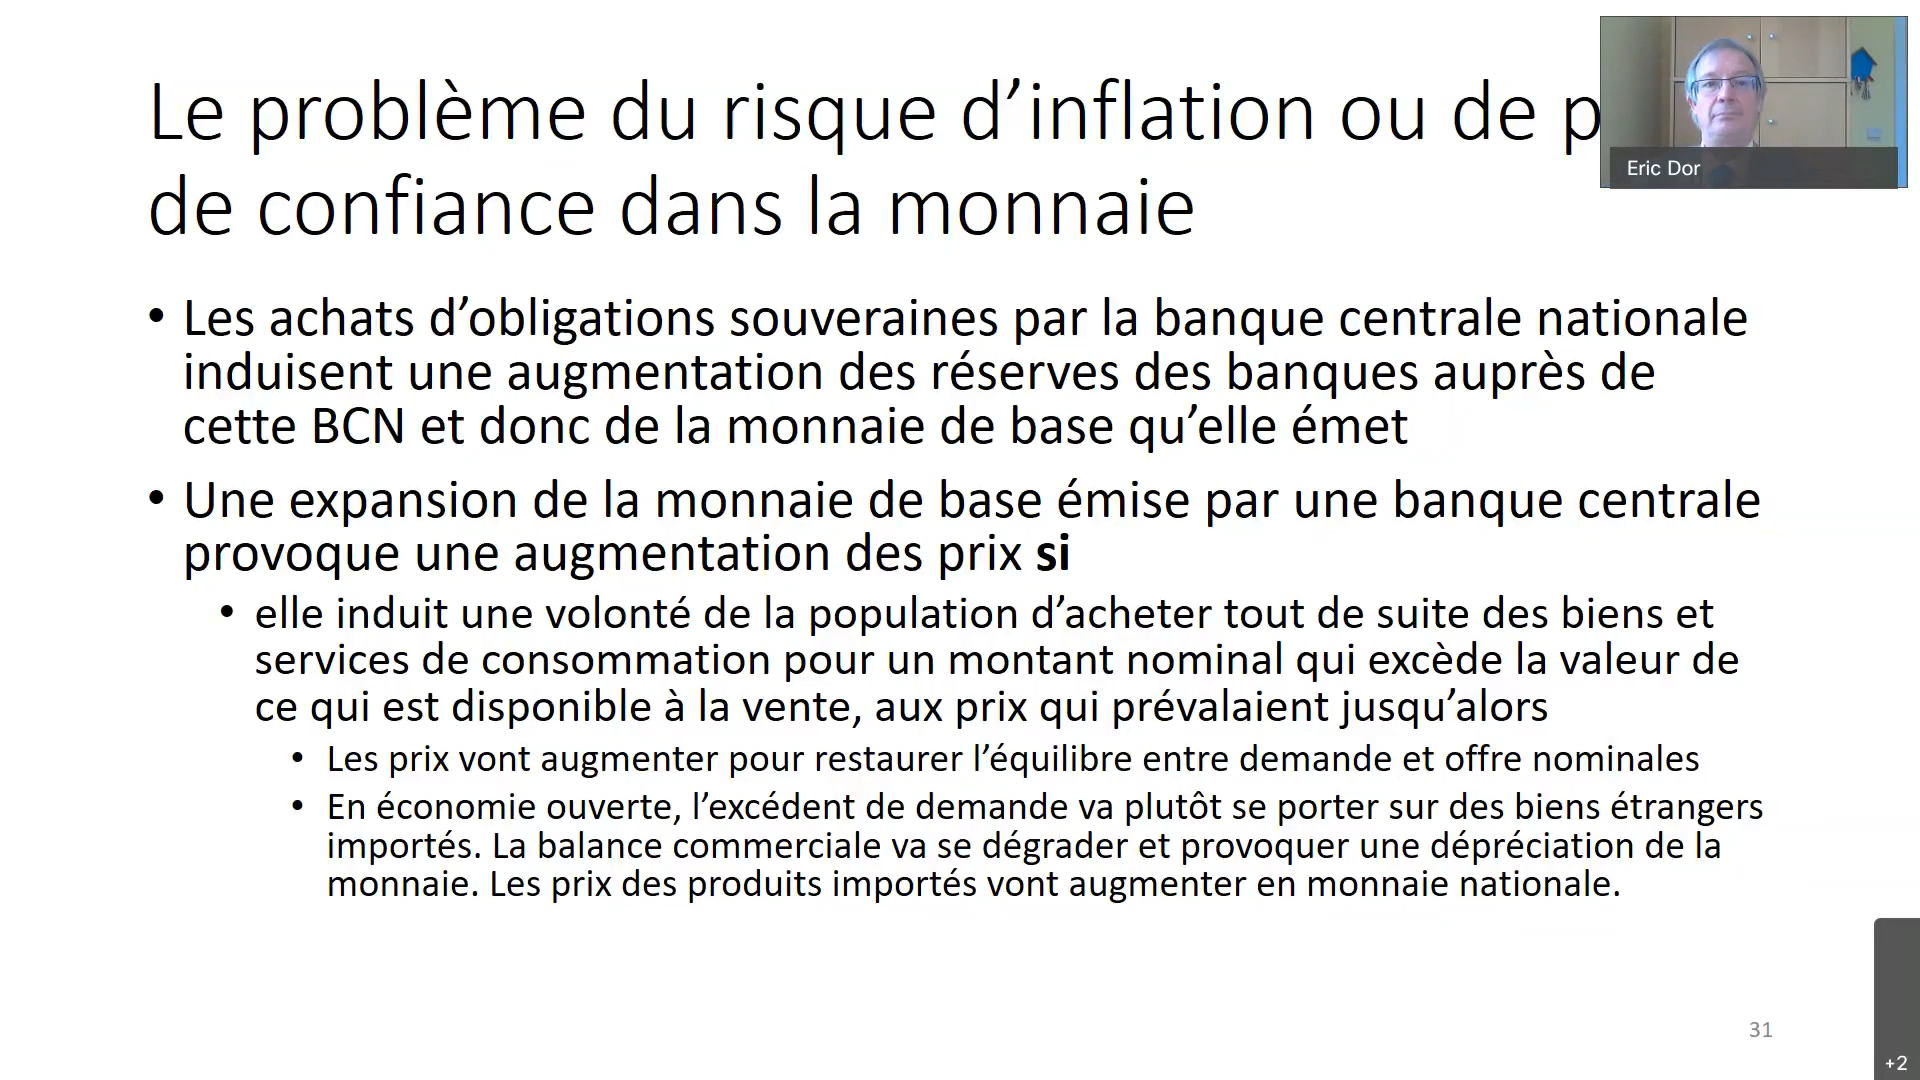 Le problème du risque d’inflation ou de p
de confiance dans la monnaie
Eric Dor
• Les achats d’obligations souveraines par la banque centrale nationale
induisent une augmentation des réserves des banques auprès de
cette BCN et donc de la monnaie de base qu’elle émet
• Une expansion de la monnaie de base émise par une banque centrale
provoque une augmentation des prix si
• elle induit une volonté de la population d’acheter tout de suite des biens et
services de consommation pour un montant nominal qui excède la valeur de
ce qui est disponible à la vente, aux prix qui prévalaient jusqu’alors
• Les prix vont augmenter pour restaurer l’équilibre entre demande et offre nominales
• En économie ouverte, l’excédent de demande va plutôt se porter sur des biens étrangers
importés. La balance commerciale va se dégrader et provoquer une dépréciation de la
monnaie. Les prix des produits importés vont augmenter en monnaie nationale.
31
+2